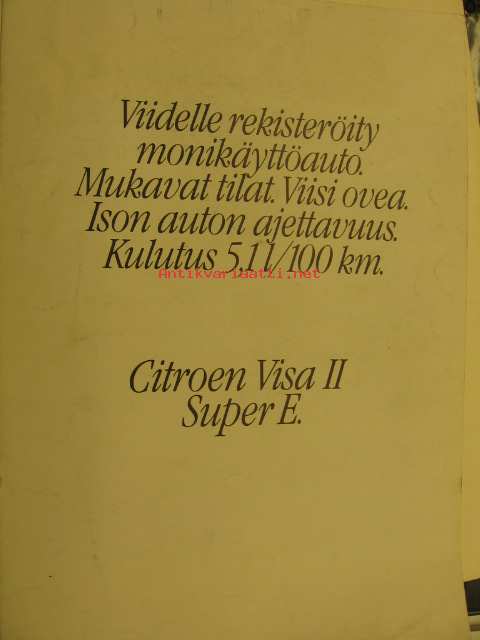 Viidelle rekisteröity
monikäyttöauto.
Mukavat tilat. Viisi ovea.
Ison auton ajettavuus.
Kulutus 5,1 l/100 km.
Antikvariaatti.net
Citroen Visa II
Super E.